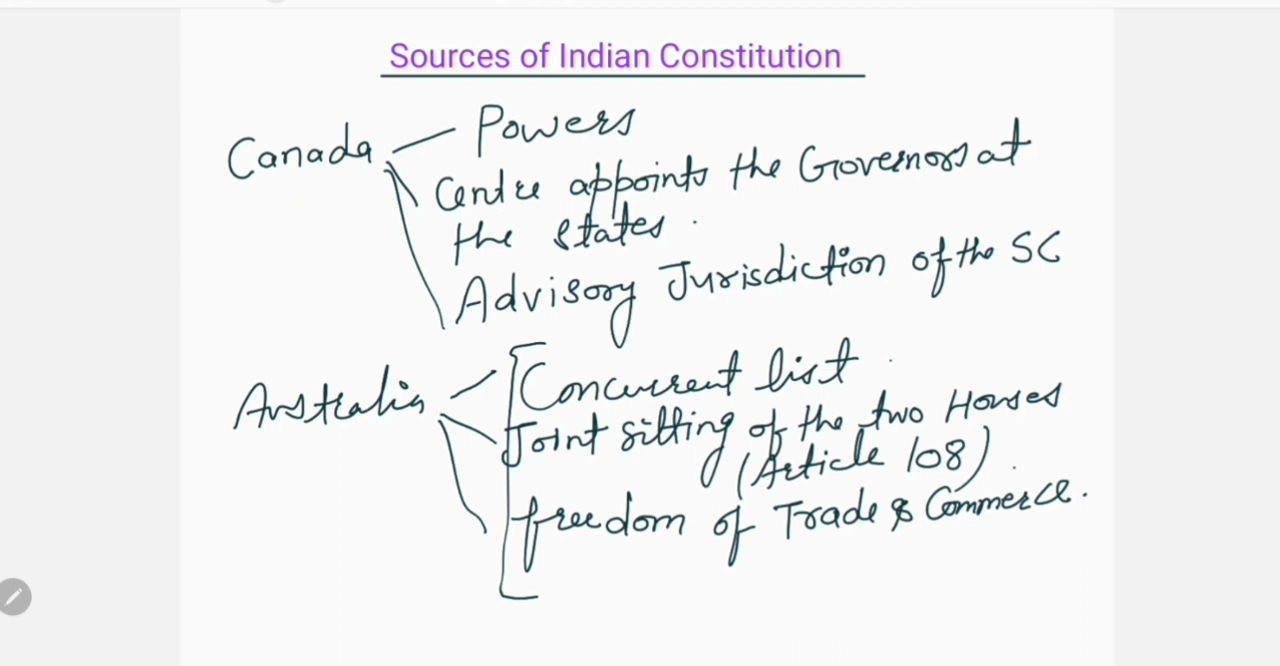 Sources of Indian Constitution
Canada — Powers
Centre appoints the Governors at
the states.
Advisory Jurisdiction of the SC
Australia Concurrent list.
Joint sitting of the two Houses
(Article 108)
freedom of Trade & Commerce.